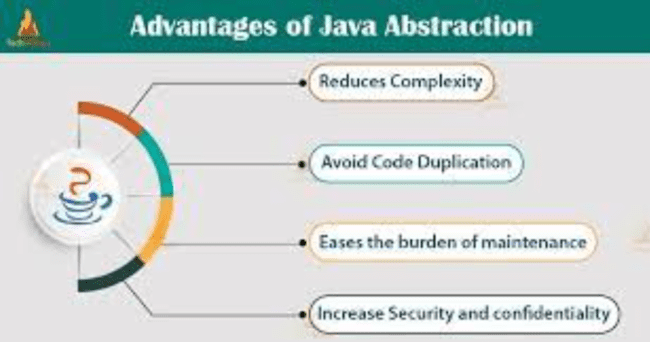 Advantages of Java Abstraction
Reduces Complexity
Avoid Code Duplication
Eases the burden of maintenance
Increase Security and confidentiality